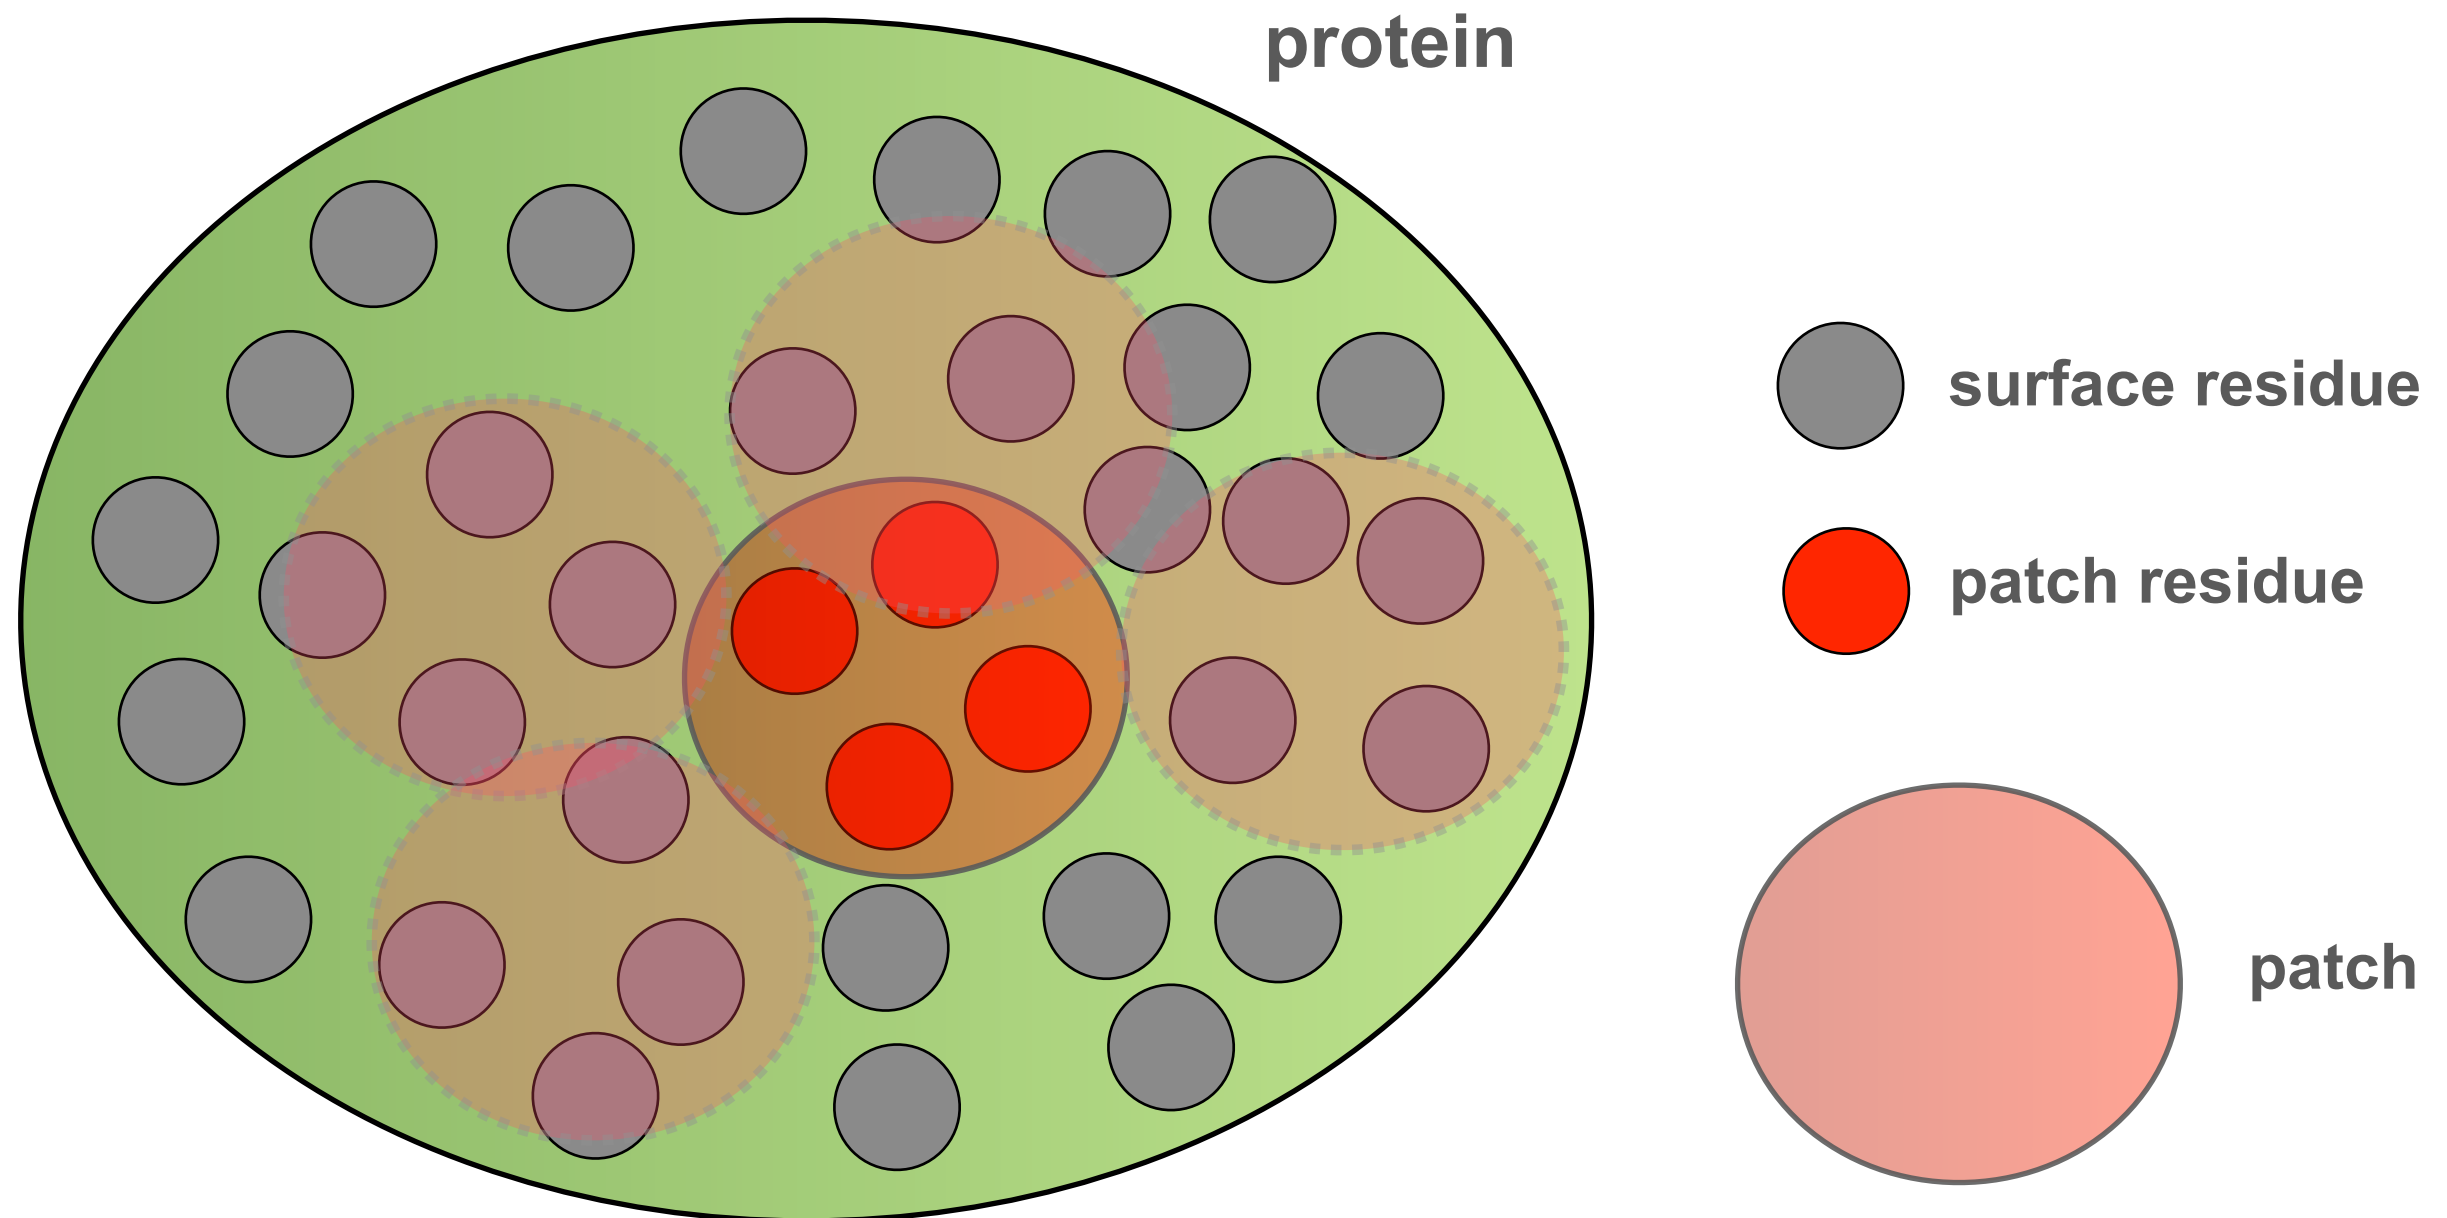 protein
surface residue
patch residue
patch